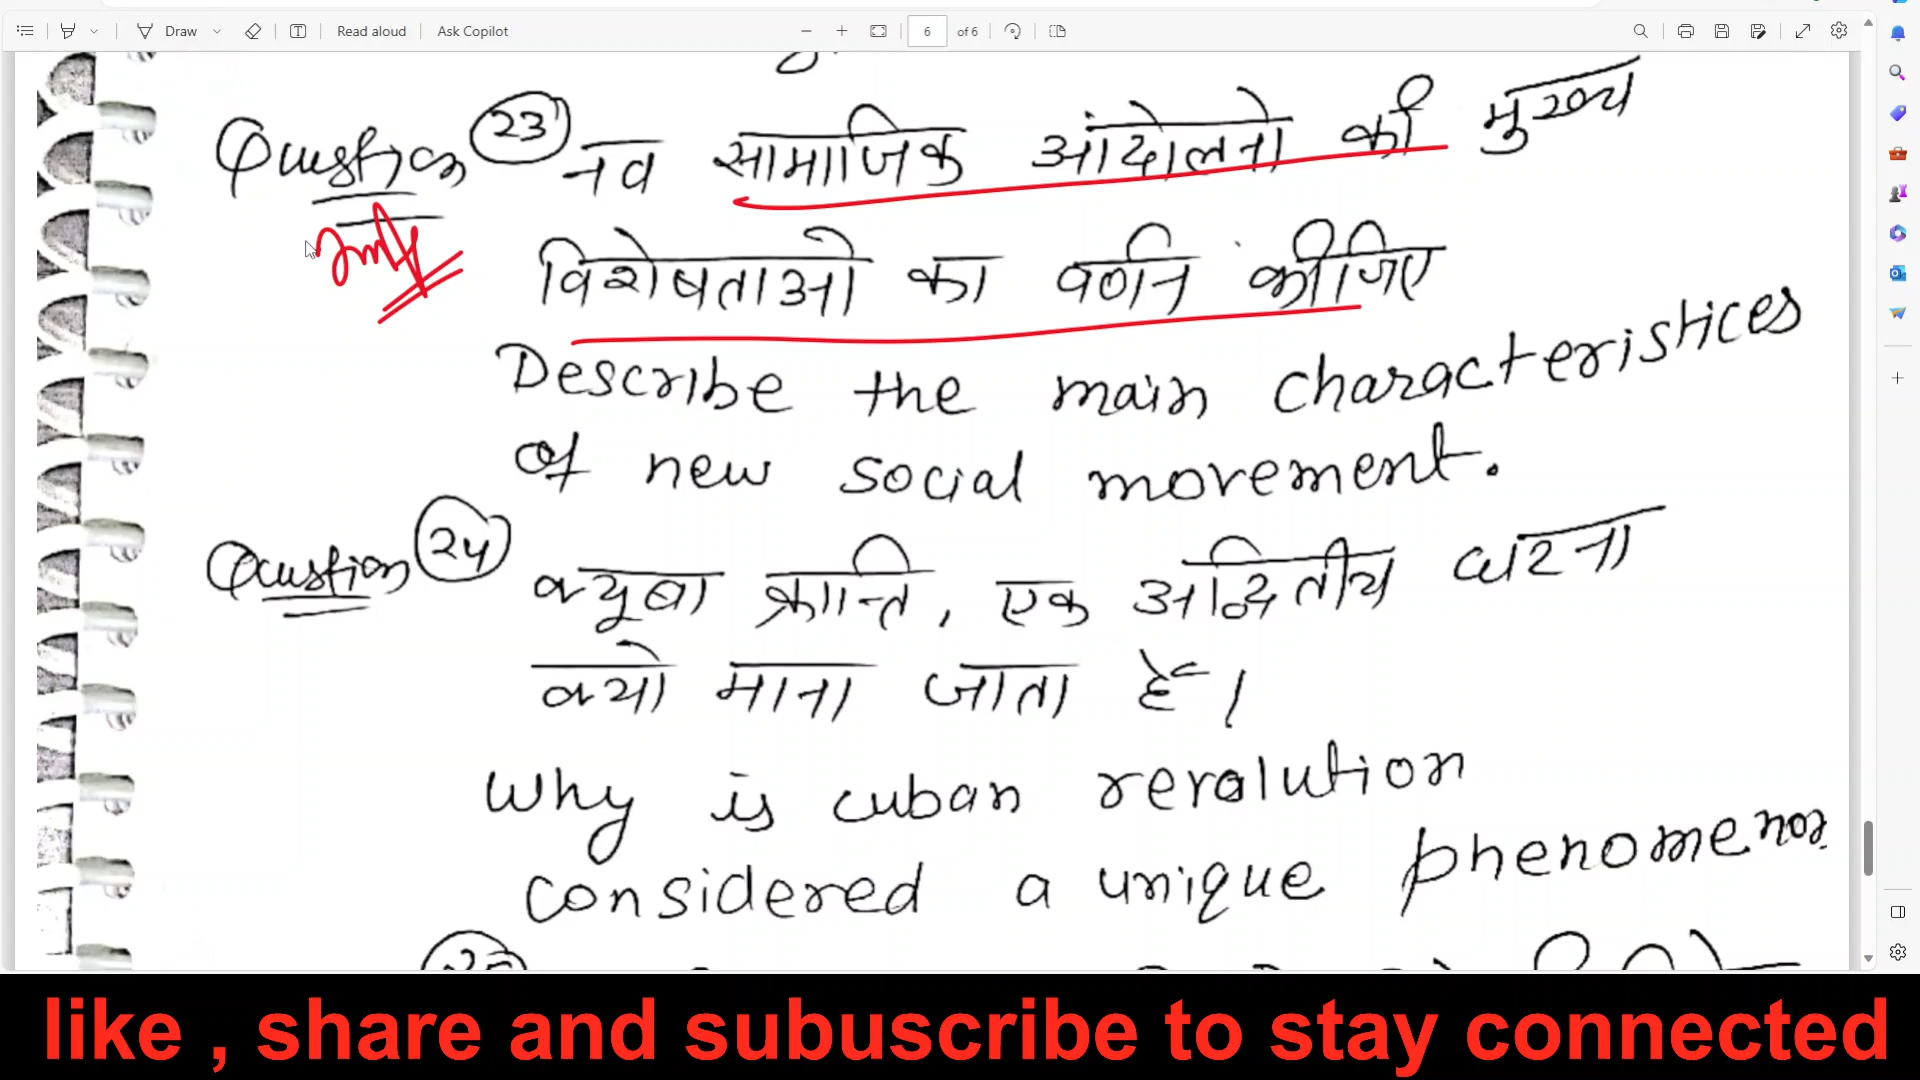 Draw
Read aloud
Ask Copilot
6
of 6
Question 23 नव सामाजिक आंदोलनो की मुख्य
Imp
विशेषताओ का वर्णन कीजिए
Describe the main characteristices
of new social movement.
Qaustion 24 क्यूबा क्रान्ति, एक अद्वितीय घटना
क्यो माना जाता है।
Why is cuban revolution
considered a unique phenomenon
like , share and subuscribe to stay connected